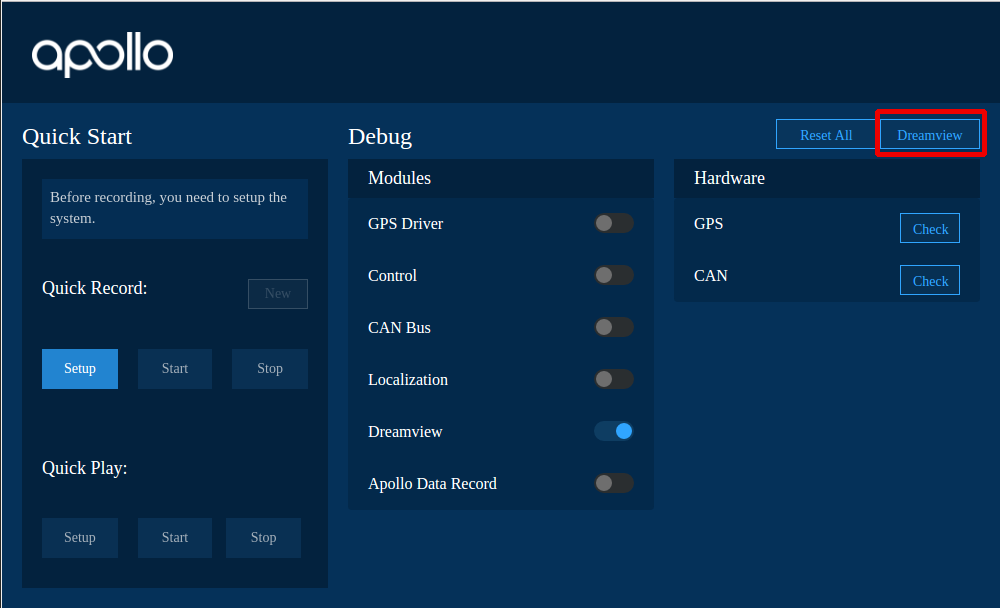 apollo
Quick Start
Before recording, you need to setup the
system.
Quick Record:
New
Setup
Start
Stop
Quick Play:
Setup
Start
Stop
Debug
Reset All
Dreamview
Modules
GPS Driver
Control
CAN Bus
Localization
Dreamview
Apollo Data Record
Hardware
GPS
Check
CAN
Check